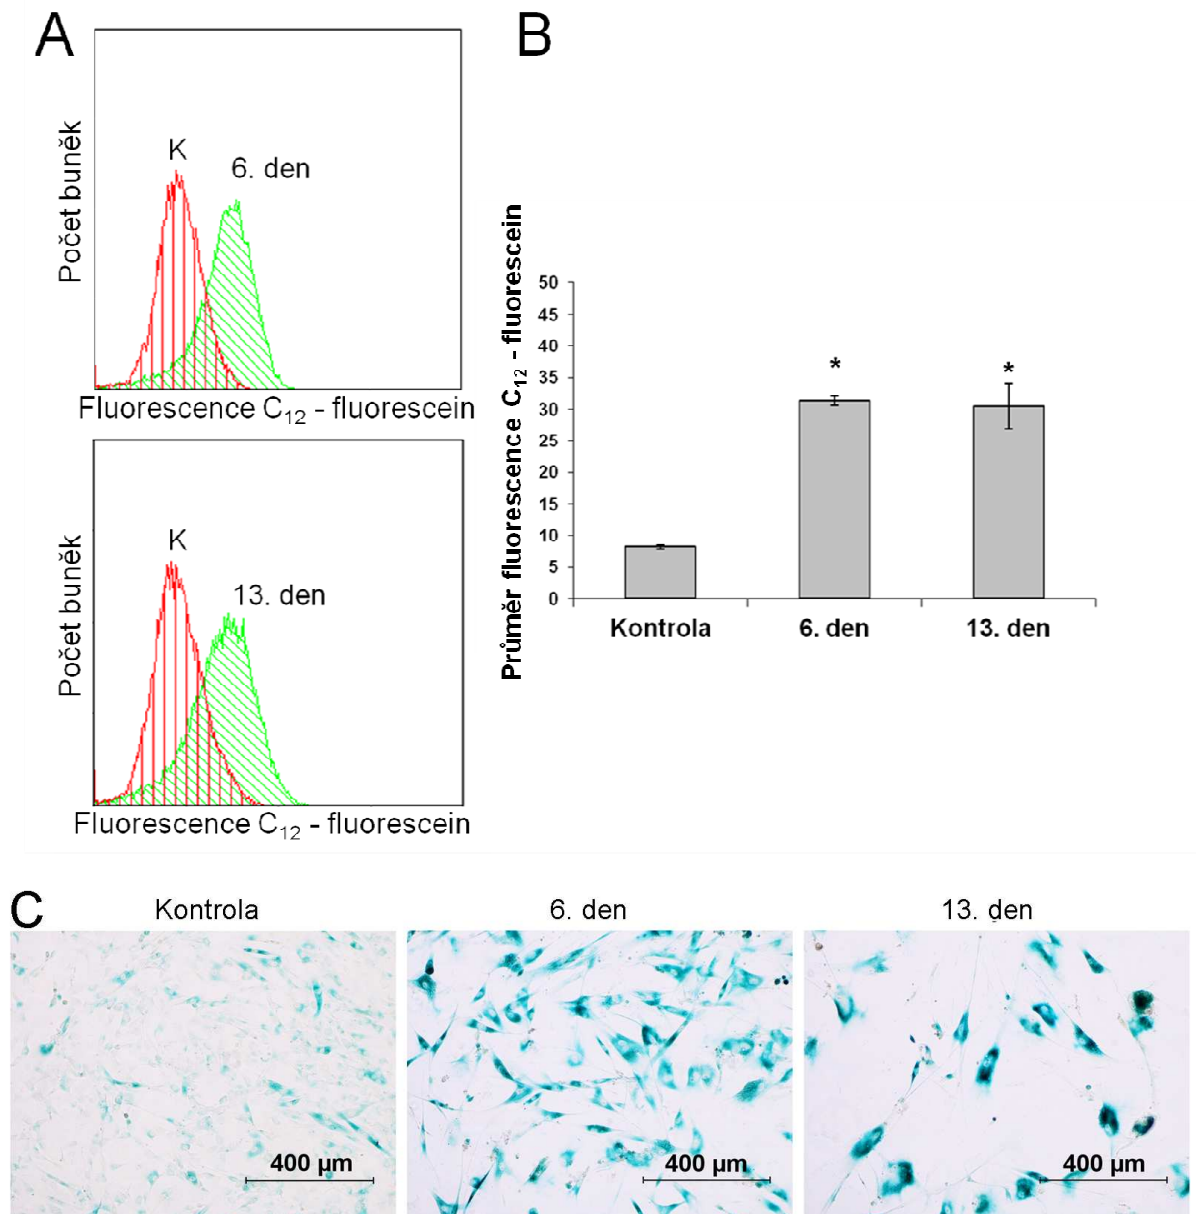 A
Počet buněk
K
6. den
Fluorescence C₁₂ - fluorescein
Počet buněk
K
13. den
Fluorescence C₁₂ - fluorescein
B
Průměr fluorescence C₁₂ - fluorescein
50
45
40
35
30
25
20
15
10
5
0
*
*
Kontrola 6. den 13. den
C
Kontrola 6. den 13. den
400 µm 400 µm 400 µm